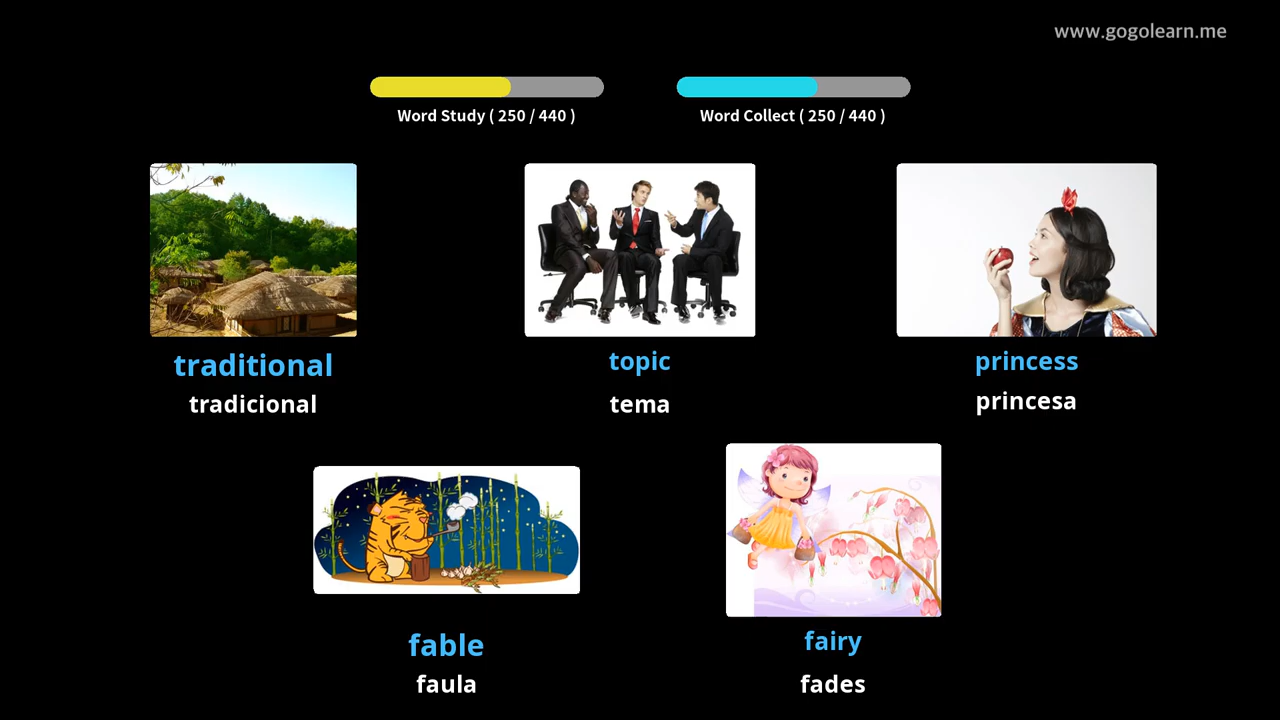 www.gogolearn.me
Word Study ( 250 / 440 )
Word Collect ( 250 / 440 )
traditional
tradicional
topic
tema
princess
princesa
fable
faula
fairy
fades